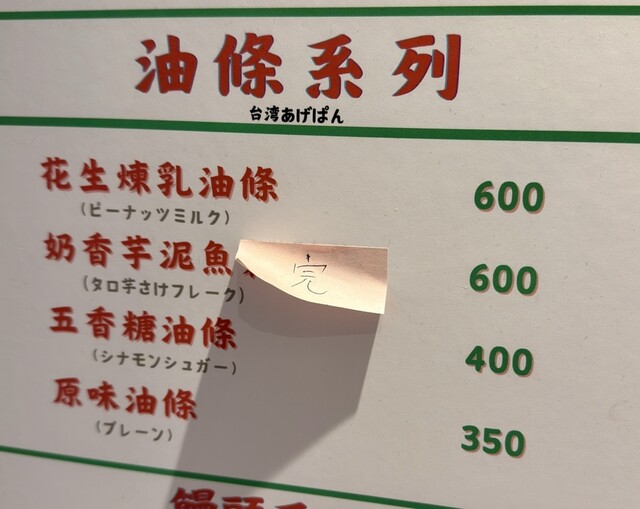 油條系列
台湾あげぱん
花生煉乳油條
600
(ピーナッツミルク)
奶香芋泥魚
完
600
(タロ芋さけフレーク)
五香糖油條
400
(シナモンシュガー)
原味油條
350
(プレーン)
饅頭